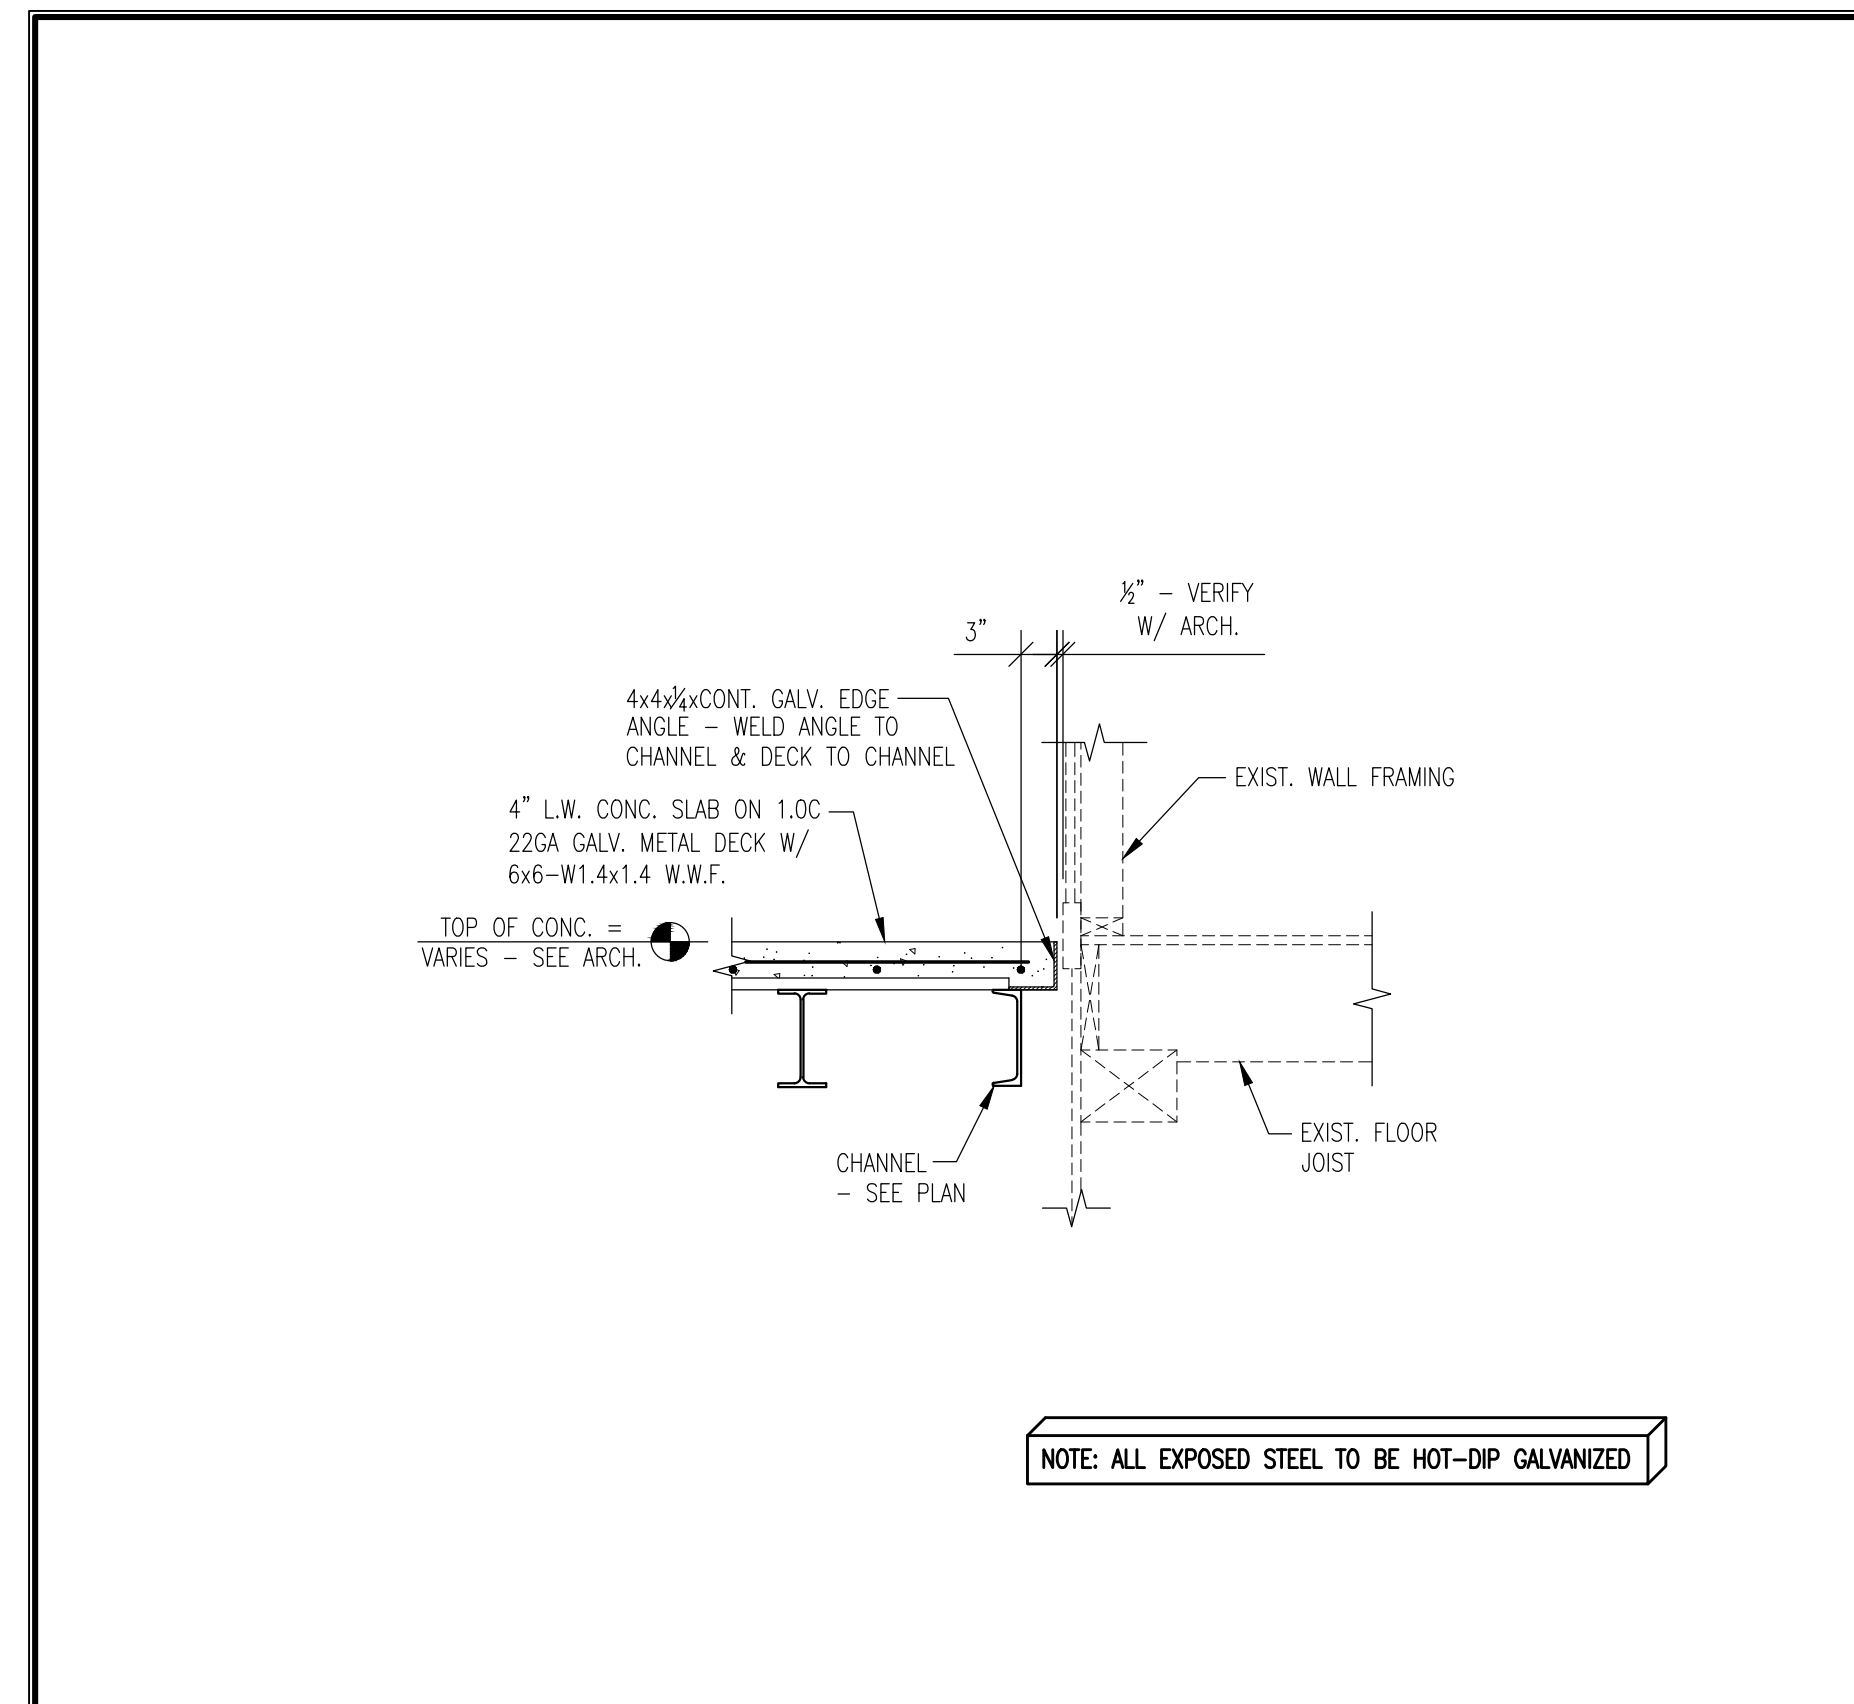 ½" – VERIFY
W/ ARCH.
3"
4x4x¼xCONT. GALV. EDGE
ANGLE – WELD ANGLE TO
CHANNEL & DECK TO CHANNEL
EXIST. WALL FRAMING
4" L.W. CONC. SLAB ON 1.0C
22GA GALV. METAL DECK W/
6x6–W1.4x1.4 W.W.F.
TOP OF CONC. =
VARIES – SEE ARCH.
EXIST. FLOOR
JOIST
CHANNEL
– SEE PLAN
NOTE: ALL EXPOSED STEEL TO BE HOT–DIP GALVANIZED